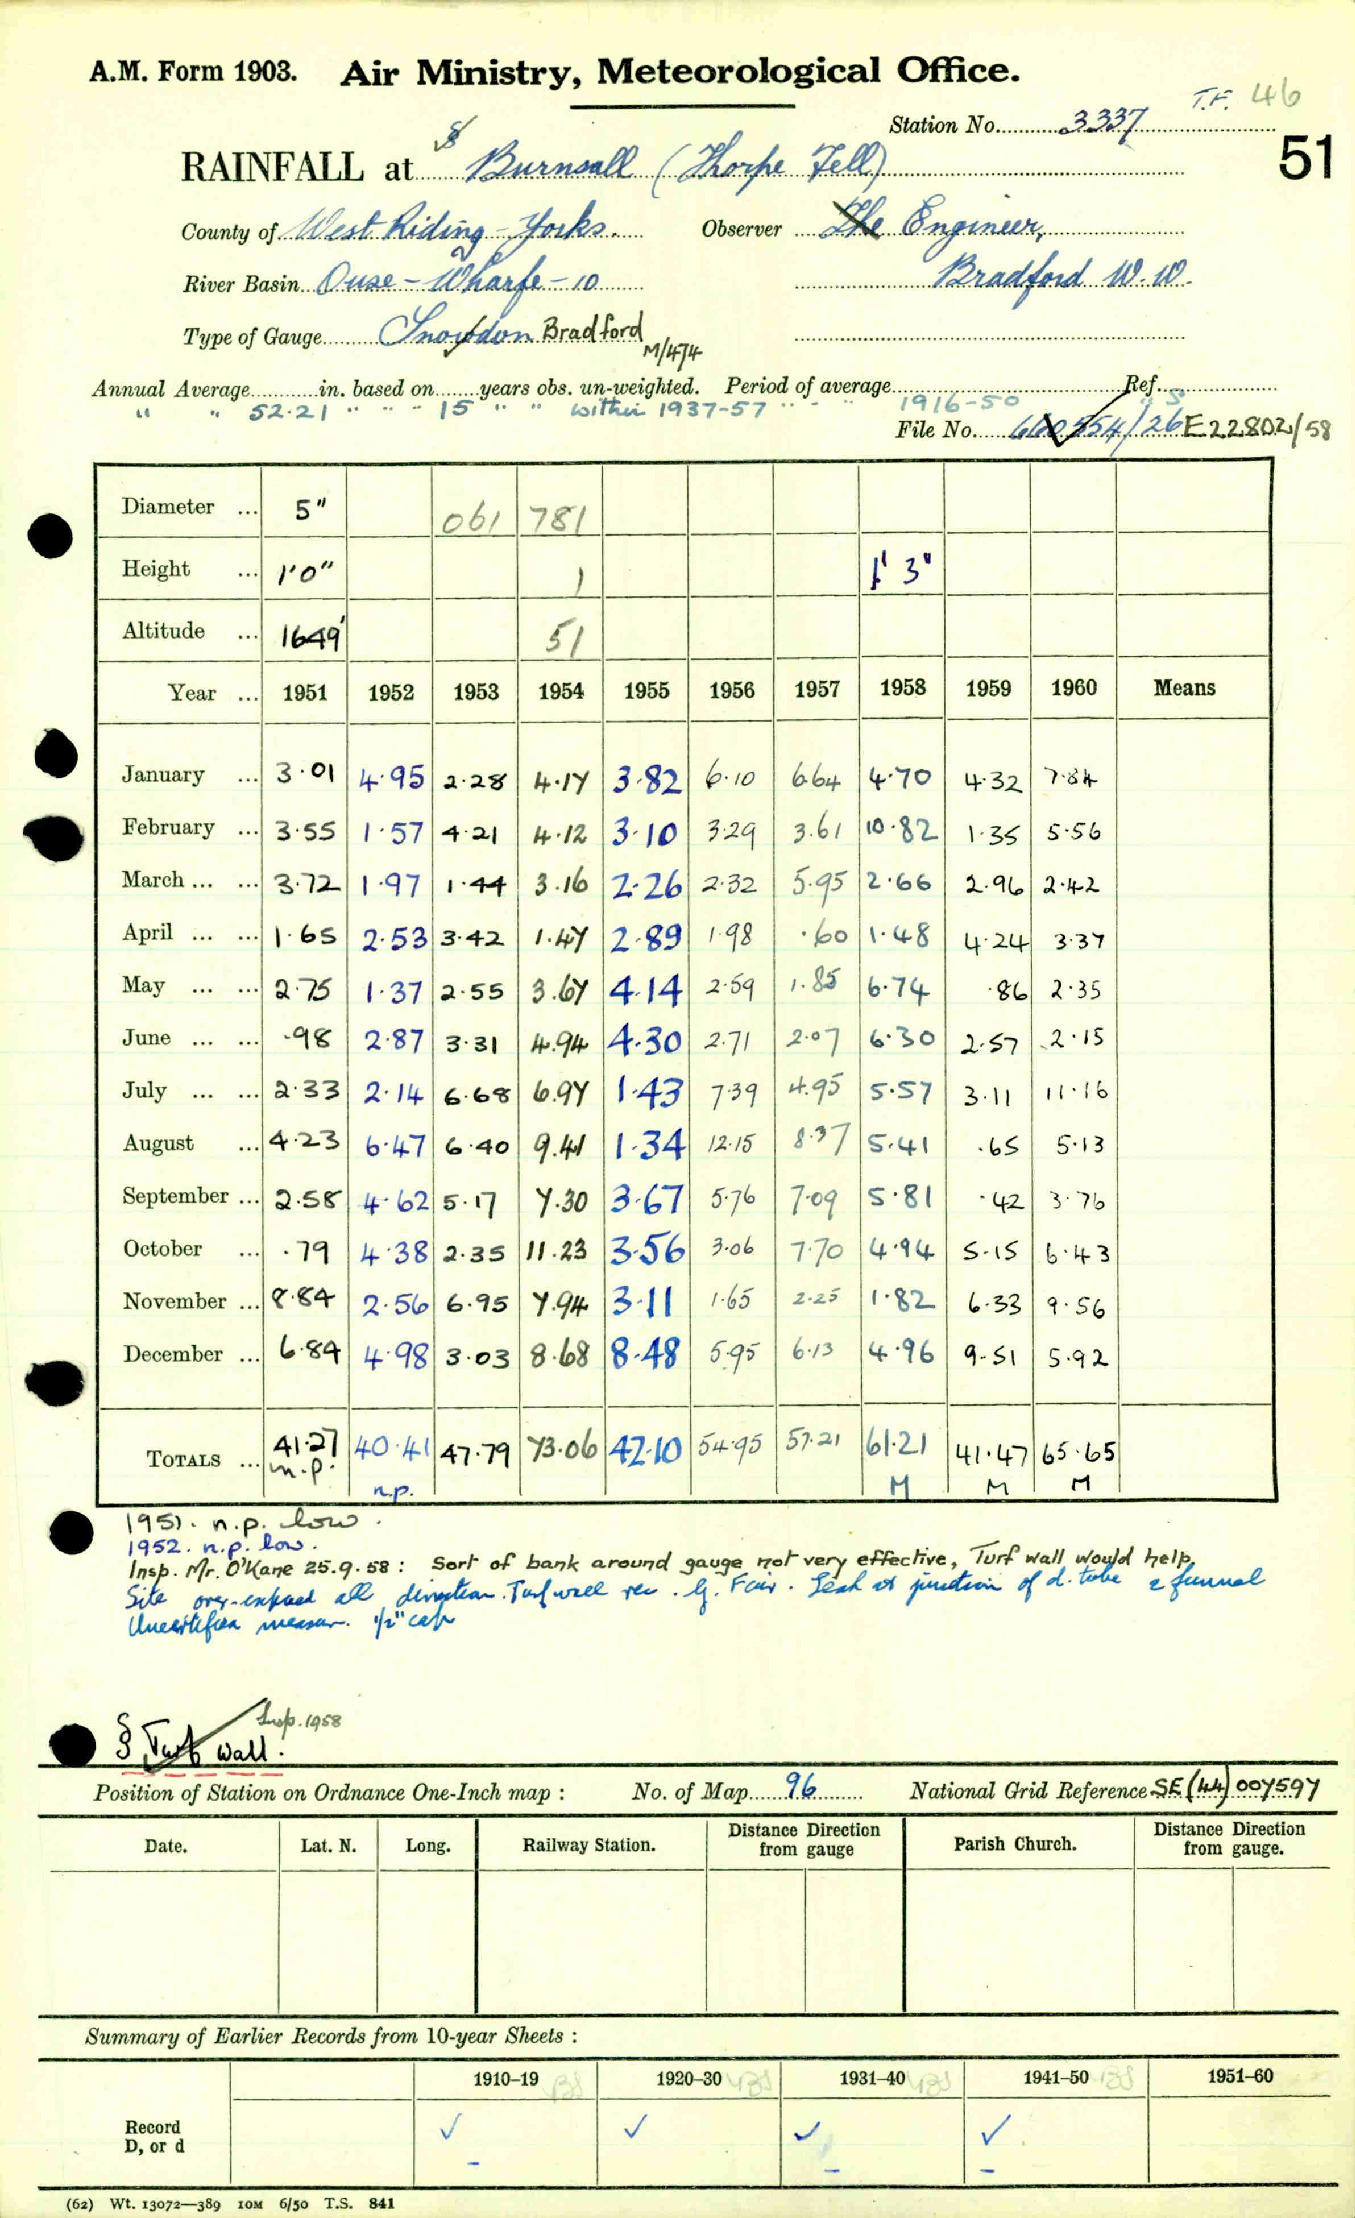 A.M. Form 1903. Air Ministry, Meteorological Office.
T.F. 46
Station No. 3337
51
RAINFALL at § Burnsall (Thorpe Fell)
County of West Riding - Yorks. Observer The Engineer,
River Basin Ouse - Wharfe - 10 Bradford W.W.
Type of Gauge Snowdon Bradford M/474
Annual Average in. based on years obs. un-weighted. Period of average Ref.
" " 52.21 " " - 15 " " within 1937-57 " - " 1916-50 " S
File No. 660554/26 E22802/58
Diameter ... 5" 061 781
Height ... 1'0" 1 1' 3"
Altitude ... 1649' 51
Year ... 1951 1952 1953 1954 1955 1956 1957 1958 1959 1960 Means
January ... 3.01 4.95 2.28 4.17 3.82 6.10 6.64 4.70 4.32 7.84
February ... 3.55 1.57 4.21 4.12 3.10 3.29 3.61 10.82 1.35 5.56
March ... ... 3.72 1.97 1.44 3.16 2.26 2.32 5.95 2.66 2.96 2.42
April ... ... 1.65 2.53 3.42 1.47 2.89 1.98 .60 1.48 4.24 3.37
May ... ... 2.75 1.37 2.55 3.67 4.14 2.59 1.85 6.74 .86 2.35
June ... ... .98 2.87 3.31 4.94 4.30 2.71 2.07 6.30 2.57 2.15
July ... ... 2.33 2.14 6.68 6.97 1.43 7.39 4.95 5.57 3.11 11.16
August ... 4.23 6.47 6.40 9.41 1.34 12.15 8.37 5.41 .65 5.13
September ... 2.58 4.62 5.17 7.30 3.67 5.76 7.09 5.81 .42 3.76
October ... .79 4.38 2.35 11.23 3.56 3.06 7.70 4.94 5.15 6.43
November ... 8.84 2.56 6.95 7.94 3.11 1.65 2.25 1.82 6.33 9.56
December ... 6.84 4.98 3.03 8.68 8.48 5.95 6.13 4.96 9.51 5.92
TOTALS ... 41.27 40.41 47.79 73.06 42.10 54.95 57.21 61.21 41.47 65.65
n.p. n.p. M M M
1951. n.p. low.
1952. n.p. low.
Insp. Mr. O'Kane 25.9.58: Sort of bank around gauge not very effective, Turf wall would help.
Site over-exposed all direction. Turf wall rec. G. Fair. Leak at junction of d. tube & funnel
Uncertified measure. 1/2" cap
Insp. 1958
§ Turf wall.
Position of Station on Ordnance One-Inch map : No. of Map 96 National Grid Reference SE(44) 007597
Date. Lat. N. Long. Railway Station. Distance Direction from gauge Parish Church. Distance Direction from gauge.
Summary of Earlier Records from 10-year Sheets :
1910-19 1920-30 1931-40 1941-50 1951-60
Record ✓ ✓ ✓ ✓
D, or d - - -
(62) Wt. 13072—389 10M 6/50 T.S. 841